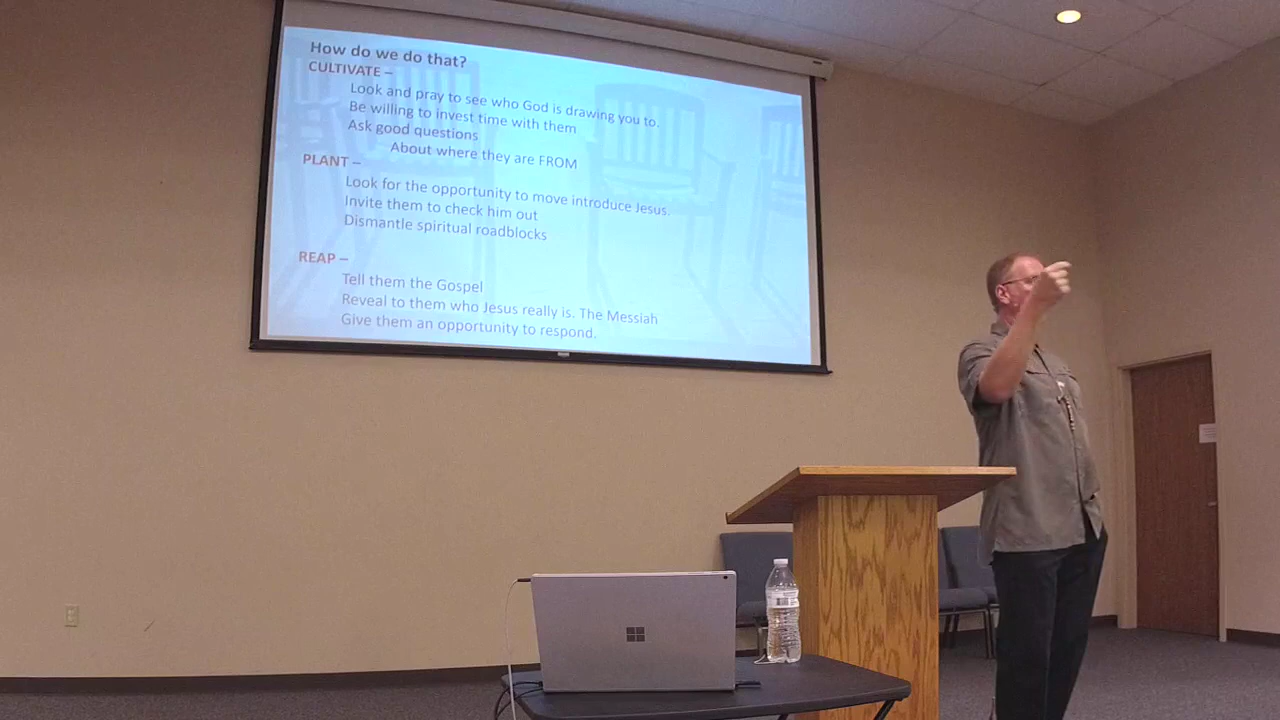 How do we do that?
CULTIVATE –
Look and pray to see who God is drawing you to.
Be willing to invest time with them
Ask good questions
About where they are FROM
PLANT –
Look for the opportunity to move introduce Jesus.
Invite them to check him out
Dismantle spiritual roadblocks
REAP –
Tell them the Gospel
Reveal to them who Jesus really is. The Messiah
Give them an opportunity to respond.